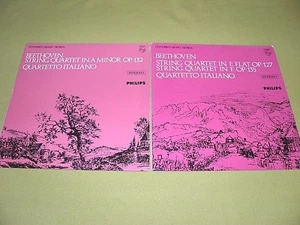 BEETHOVEN
STRING QUARTET IN A MINOR, OP. 132
QUARTETTO ITALIANO
PHILIPS
BEETHOVEN
STRING QUARTET IN E FLAT, OP. 127
STRING QUARTET IN F, OP. 135
QUARTETTO ITALIANO
PHILIPS